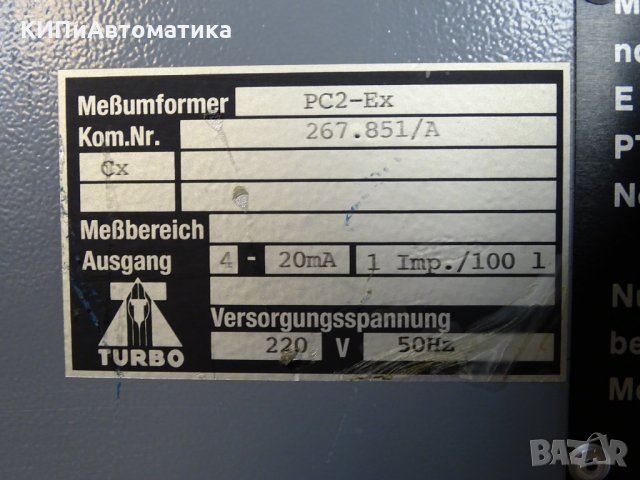 КИПиАвтоматика
Meßumformer PC2-Ex
Kom.Nr. 267.851/A
Cx
Meßbereich
Ausgang 4 - 20mA 1 Imp./100 l
Versorgungsspannung
220 V 50Hz
TURBO
BAZAR